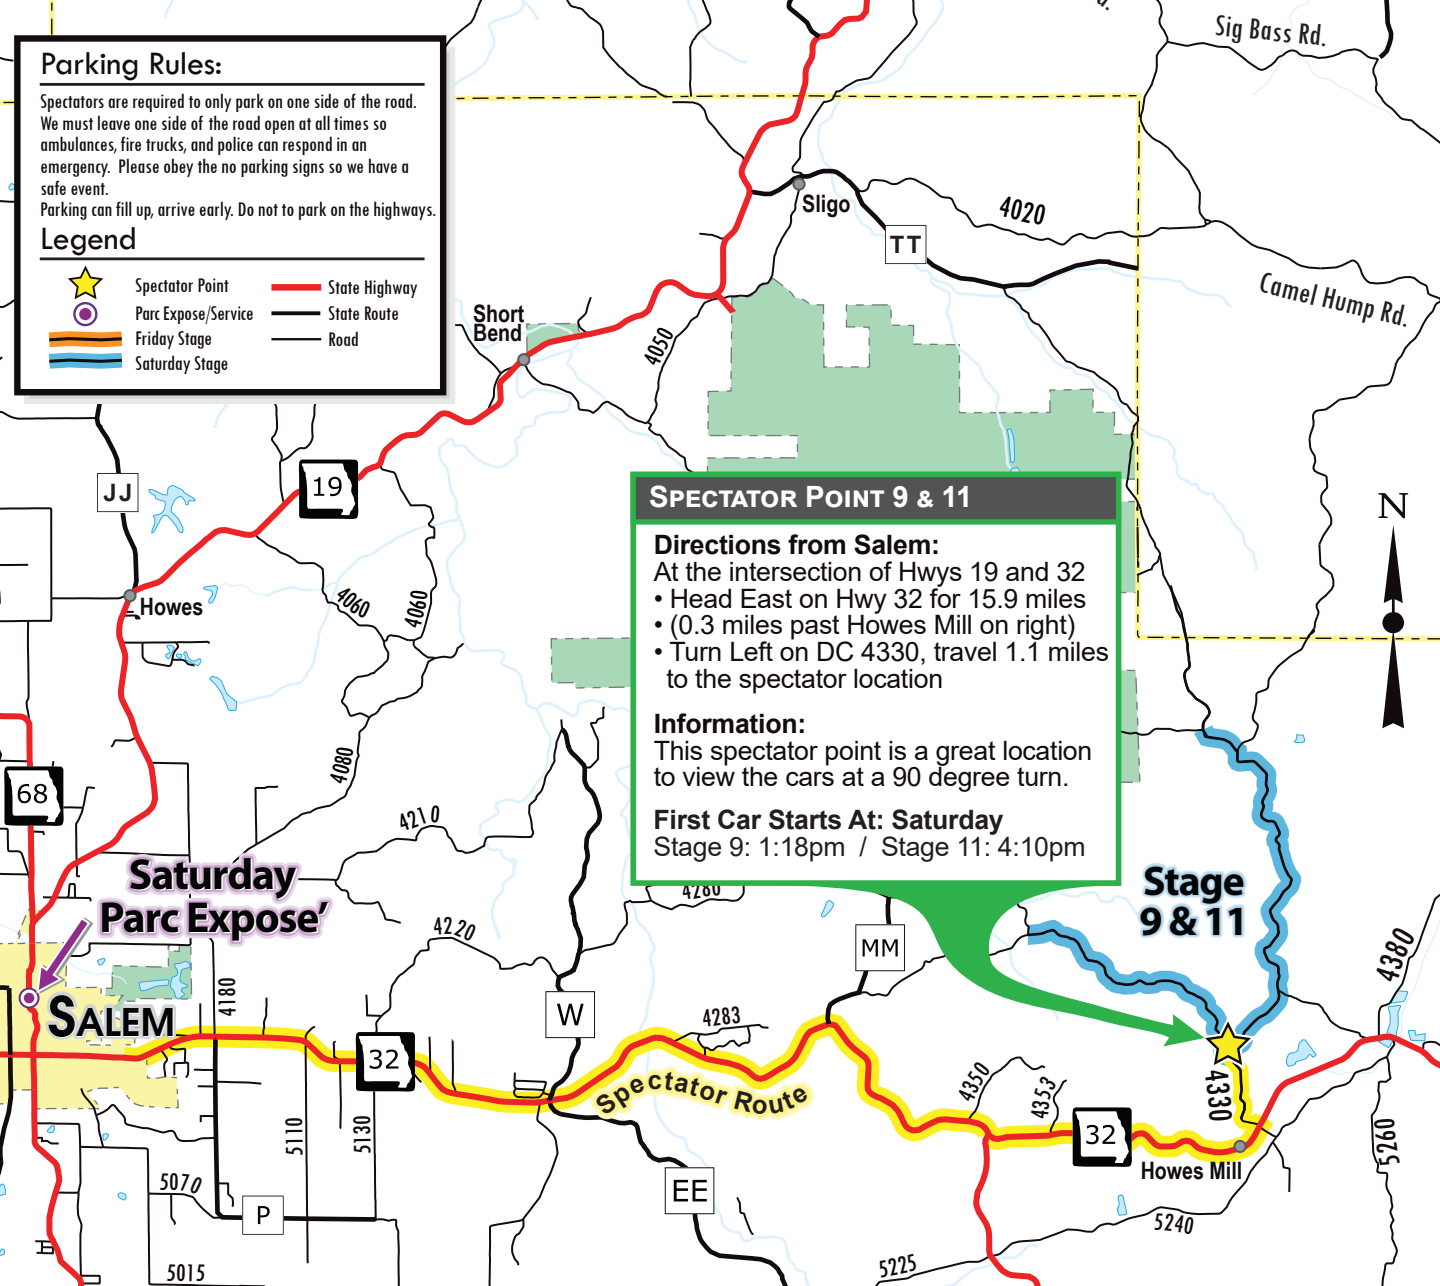 d.
Sig Bass Rd.
Parking Rules:
Spectators are required to only park on one side of the road.
We must leave one side of the road open at all times so
ambulances, fire trucks, and police can respond in an
emergency.  Please obey the no parking signs so we have a
safe event.
Parking can fill up, arrive early. Do not to park on the highways.
Legend
Spectator Point
State Highway
Parc Expose/Service
State Route
Friday Stage
Road
Saturday Stage
Sligo
4020
TT
Camel Hump Rd.
Short
Bend
4050
JJ
19
N
SPECTATOR POINT 9 & 11
Directions from Salem:
At the intersection of Hwys 19 and 32
• Head East on Hwy 32 for 15.9 miles
• (0.3 miles past Howes Mill on right)
• Turn Left on DC 4330, travel 1.1 miles
to the spectator location
Information:
This spectator point is a great location
to view the cars at a 90 degree turn.
First Car Starts At: Saturday
Stage 9: 1:18pm  /  Stage 11: 4:10pm
Howes
4060
4060
4080
68
4210
Saturday
Parc Expose'
Stage
9 & 11
4280
4220
MM
4380
4180
SALEM
W
4283
32
Spectator Route
4350
4353
4330
5110
5130
32
Howes Mill
5260
5070
P
EE
5240
5015
5225